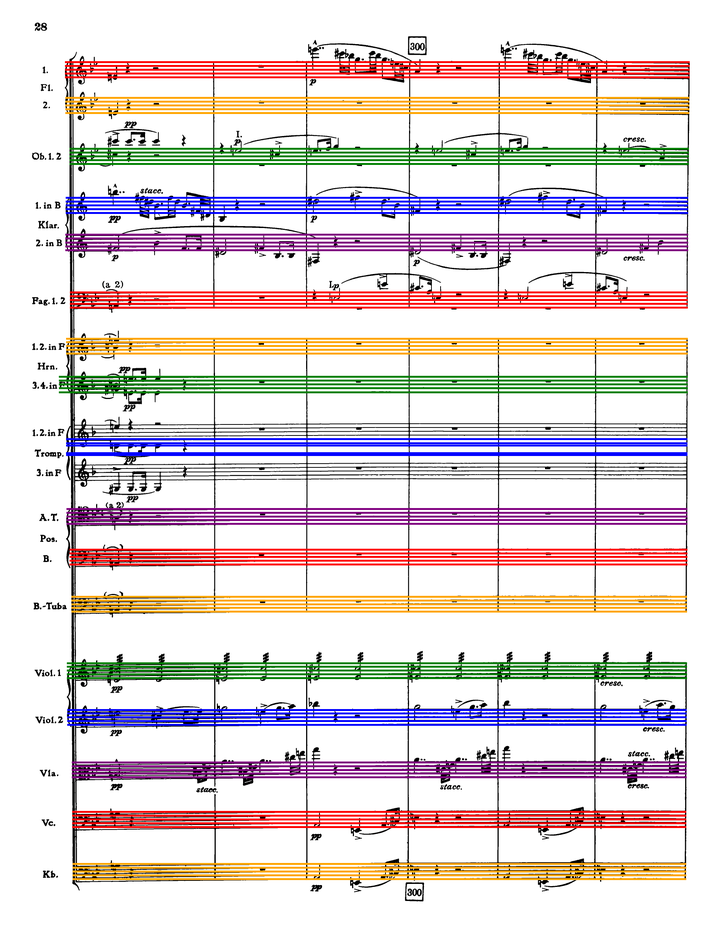 28
300
1.
Fl.
p
2.
pp
I.
p
cresc.
Ob. 1. 2
stacc.
1. in B
pp
p
Klar.
2. in B
p
p
cresc.
(a 2)
I.p
Fag. 1. 2
1. 2. in F
Hrn.
pp
3. 4. in F
pp
1. 2. in F
Tromp.
pp
3. in F
pp
(a 2)
A. T.
Pos.
B.
B.-Tuba
Viol. 1
pp
cresc.
Viol. 2
pp
cresc.
stacc.
Vla.
pp
stacc.
stacc.
cresc.
Vc.
pp
Kb.
pp
300